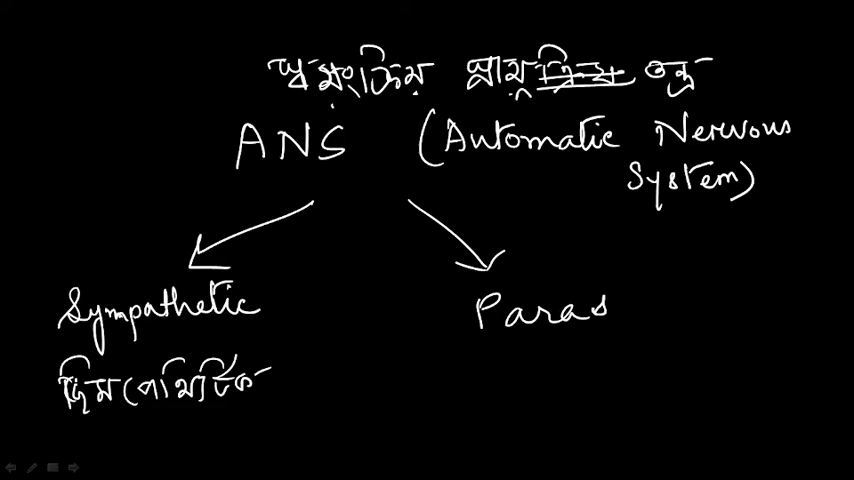 স্বয়ংক্রিয় স্নায়ু তন্ত্র
ANS (Automatic Nervous
System)
Sympathetic Paras
সিমপেথিটিক